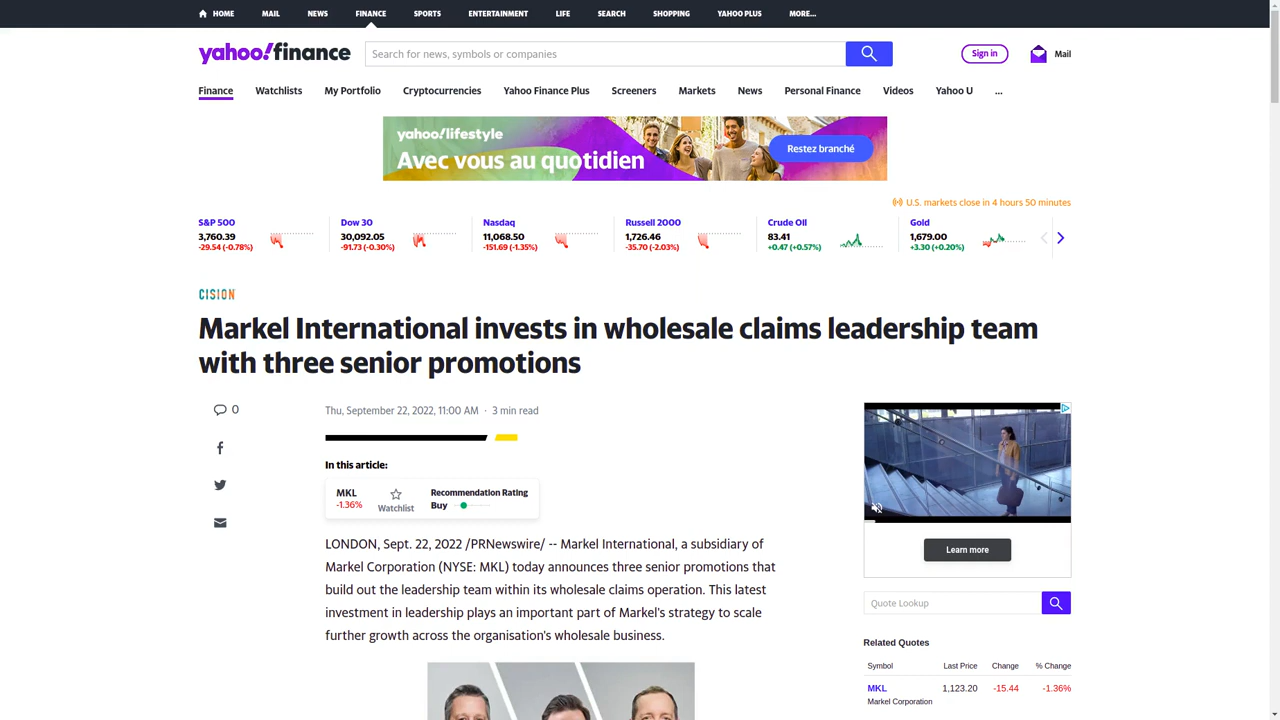 HOME MAIL NEWS FINANCE SPORTS ENTERTAINMENT LIFE SEARCH SHOPPING YAHOO PLUS MORE...
yahoo!finance
Search for news, symbols or companies
Sign in
Mail
Finance Watchlists My Portfolio Cryptocurrencies Yahoo Finance Plus Screeners Markets News Personal Finance Videos Yahoo U ...
yahoo!lifestyle
Avec vous au quotidien
Restez branché
U.S. markets close in 4 hours 50 minutes
S&P 500
3,760.39
-29.54 (-0.78%)
Dow 30
30,092.05
-91.73 (-0.30%)
Nasdaq
11,068.50
-151.69 (-1.35%)
Russell 2000
1,726.46
-35.70 (-2.03%)
Crude Oil
83.41
+0.47 (+0.57%)
Gold
1,679.00
+3.30 (+0.20%)
CISION
Markel International invests in wholesale claims leadership team
with three senior promotions
0
Thu, September 22, 2022, 11:00 AM · 3 min read
In this article:
MKL
-1.36%
Watchlist
Recommendation Rating
Buy
LONDON, Sept. 22, 2022 /PRNewswire/ -- Markel International, a subsidiary of
Markel Corporation (NYSE: MKL) today announces three senior promotions that
build out the leadership team within its wholesale claims operation. This latest
investment in leadership plays an important part of Markel's strategy to scale
further growth across the organisation's wholesale business.
Learn more
Quote Lookup
Related Quotes
Symbol Last Price Change % Change
MKL 1,123.20 -15.44 -1.36%
Markel Corporation